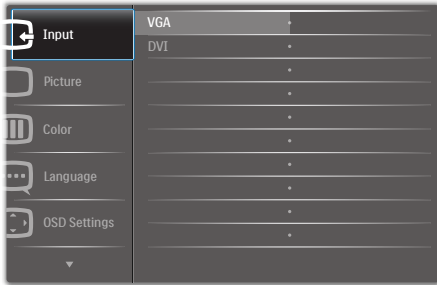 Input
Picture
Color
Language
OSD Settings
VGA
DVI